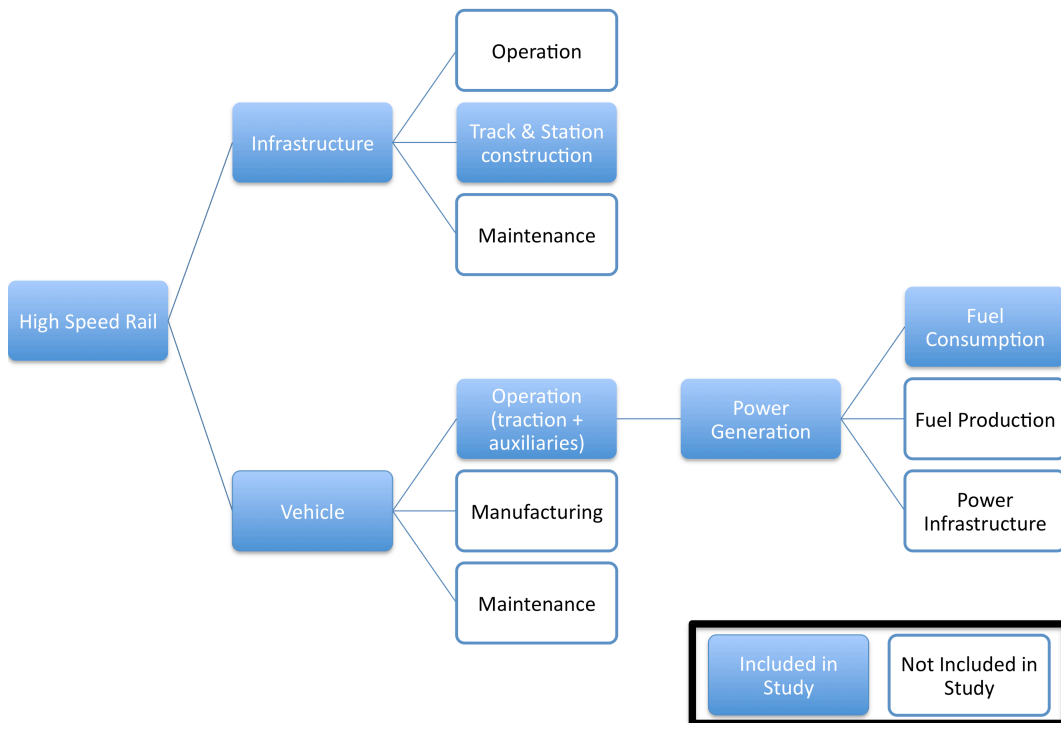 Operation
Infrastructure
Track & Station
construction
Maintenance
High Speed Rail
Fuel
Consumption
Operation
(traction +
auxiliaries)
Power
Generation
Fuel Production
Vehicle
Manufacturing
Power
Infrastructure
Maintenance
Included in
Study
Not Included in
Study